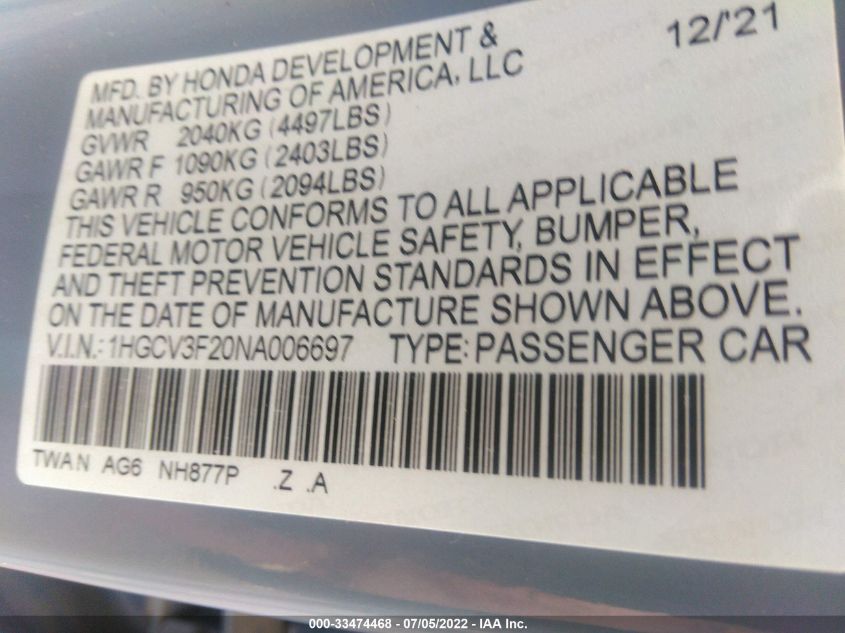 12/'21
MFD. BY HONDA DEVELOPMENT &
MANUFACTURING OF AMERICA, LLC
GVWR 2040KG (4497LBS)
GAWR F 1090KG (2403LBS)
GAWR R 950KG (2094LBS)
THIS VEHICLE CONFORMS TO ALL APPLICABLE
FEDERAL MOTOR VEHICLE SAFETY, BUMPER,
AND THEFT PREVENTION STANDARDS IN EFFECT
ON THE DATE OF MANUFACTURE SHOWN ABOVE.
V.I.N.: 1HGCV3F20NA006697 TYPE: PASSENGER CAR
TWAN AG6 NH877P .Z .A
000-33474468 - 07/05/2022 - IAA Inc.